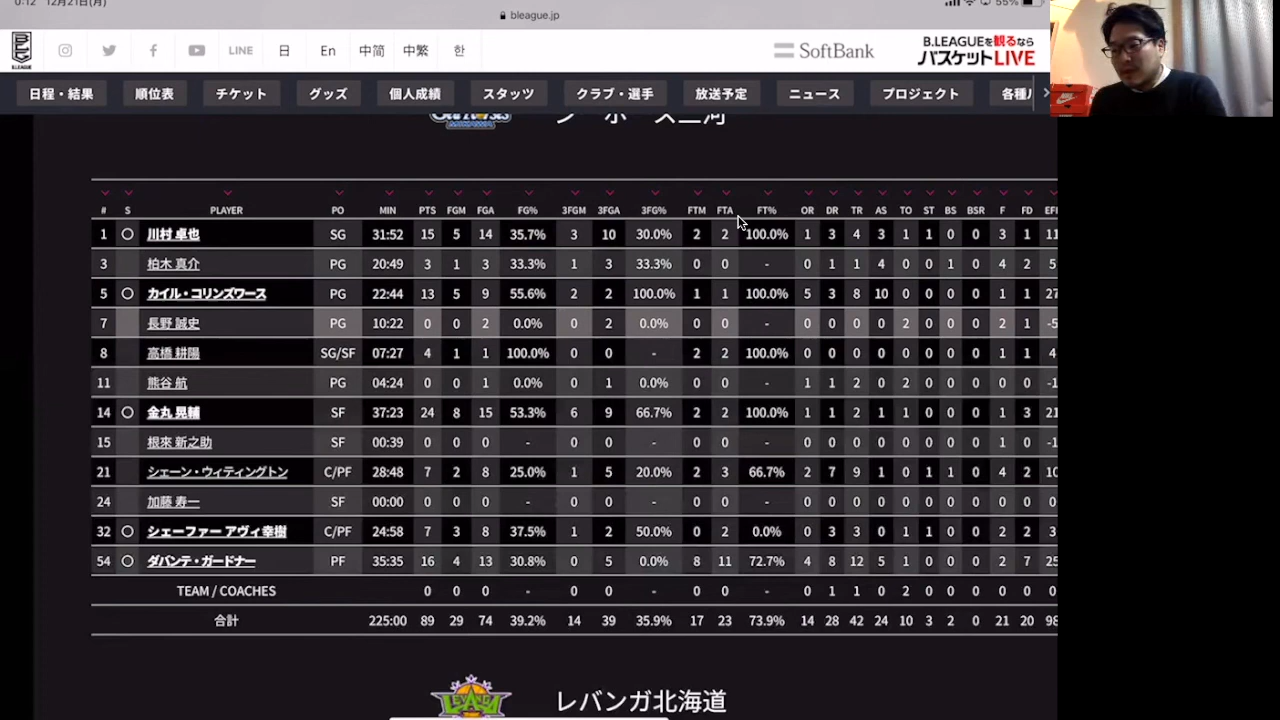 0:12 12月21日(月) 55%
bleague.jp
LINE 日 En 中简 中繁 한 SoftBank B.LEAGUEを観るなら バスケットLIVE
日程・結果 順位表 チケット グッズ 個人成績 スタッツ クラブ・選手 放送予定 ニュース プロジェクト
# S PLAYER PO MIN PTS FGM FGA FG% 3FGM 3FGA 3FG% FTM FTA FT% OR DR TR AS TO ST BS BSR F FD
1 川村 卓也 SG 31:52 15 5 14 35.7% 3 10 30.0% 2 2 100.0% 1 3 4 3 1 1 0 0 3 1 11
3 柏木 真介 PG 20:49 3 1 3 33.3% 1 3 33.3% 0 0 - 0 1 1 4 0 0 1 0 4 2 5
5 カイル・コリンズワース PG 22:44 13 5 9 55.6% 2 2 100.0% 1 1 100.0% 5 3 8 10 0 0 0 0 1 1 27
7 長野 誠史 PG 10:22 0 0 2 0.0% 0 2 0.0% 0 0 - 0 0 0 0 2 0 0 0 2 1 -5
8 高橋 耕陽 SG/SF 07:27 4 1 1 100.0% 0 0 - 2 2 100.0% 0 0 0 0 0 0 0 0 1 1 4
11 熊谷 航 PG 04:24 0 0 1 0.0% 0 1 0.0% 0 0 - 1 1 2 0 2 0 0 0 0 0 -1
14 金丸 晃輔 SF 37:23 24 8 15 53.3% 6 9 66.7% 2 2 100.0% 1 1 2 1 1 0 0 0 1 3 21
15 根來 新之助 SF 00:39 0 0 0 - 0 0 - 0 0 - 0 0 0 0 0 0 0 0 1 0 -1
21 シェーン・ウィティングトン C/PF 28:48 7 2 8 25.0% 1 5 20.0% 2 3 66.7% 2 7 9 1 0 1 1 0 4 2 10
24 加藤 寿一 SF 00:00 0 0 0 - 0 0 - 0 0 - 0 0 0 0 0 0 0 0 0 0 0
32 シェーファー アヴィ幸樹 C/PF 24:58 7 3 8 37.5% 1 2 50.0% 0 2 0.0% 0 3 3 0 1 1 0 0 2 2 3
54 ダバンテ・ガードナー PF 35:35 16 4 13 30.8% 0 5 0.0% 8 11 72.7% 4 8 12 5 1 0 0 0 2 7 25
TEAM / COACHES 0 0 0 - 0 0 - 0 0 - 0 1 1 0 2 0 0 0 0 0 0
合計 225:00 89 29 74 39.2% 14 39 35.9% 17 23 73.9% 14 28 42 24 10 3 2 0 21 20 98
レバンガ北海道